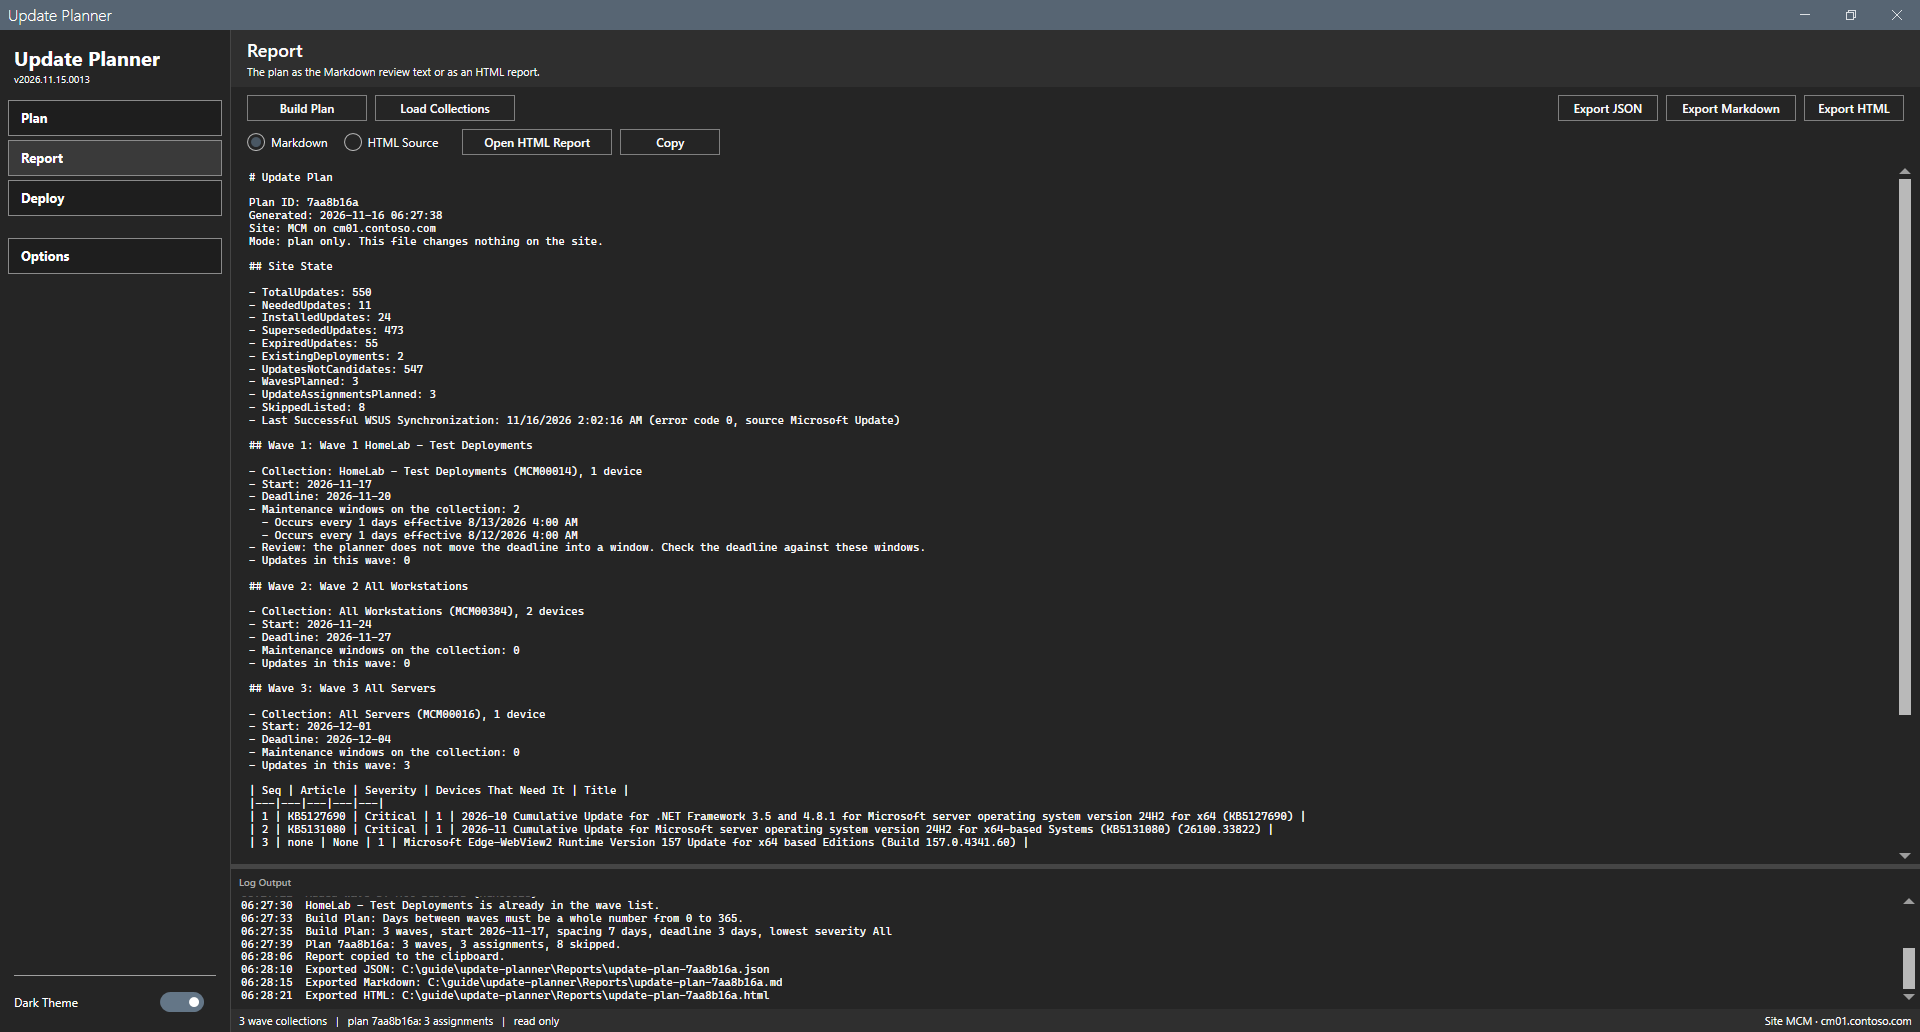 Update Planner
Update Planner
v2026.11.15.0013
Plan
Report
Deploy
Options
Dark Theme
Report
The plan as the Markdown review text or as an HTML report.
Build Plan
Load Collections
Export JSON
Export Markdown
Export HTML
Markdown
HTML Source
Open HTML Report
Copy
# Update Plan
Plan ID: 7aa8b16a
Generated: 2026-11-16 06:27:38
Site: MCM on cm01.contoso.com
Mode: plan only. This file changes nothing on the site.
## Site State
- TotalUpdates: 550
- NeededUpdates: 11
- InstalledUpdates: 24
- SupersededUpdates: 473
- ExpiredUpdates: 55
- ExistingDeployments: 2
- UpdatesNotCandidates: 547
- WavesPlanned: 3
- UpdateAssignmentsPlanned: 3
- SkippedListed: 8
- Last Successful WSUS Synchronization: 11/16/2026 2:02:16 AM (error code 0, source Microsoft Update)
## Wave 1: Wave 1 HomeLab - Test Deployments
- Collection: HomeLab - Test Deployments (MCM00014), 1 device
- Start: 2026-11-17
- Deadline: 2026-11-20
- Maintenance windows on the collection: 2
- Occurs every 1 days effective 8/13/2026 4:00 AM
- Occurs every 1 days effective 8/12/2026 4:00 AM
- Review: the planner does not move the deadline into a window. Check the deadline against these windows.
- Updates in this wave: 0
## Wave 2: Wave 2 All Workstations
- Collection: All Workstations (MCM00384), 2 devices
- Start: 2026-11-24
- Deadline: 2026-11-27
- Maintenance windows on the collection: 0
- Updates in this wave: 0
## Wave 3: Wave 3 All Servers
- Collection: All Servers (MCM00016), 1 device
- Start: 2026-12-01
- Deadline: 2026-12-04
- Maintenance windows on the collection: 0
- Updates in this wave: 3
| Seq | Article | Severity | Devices That Need It | Title |
|---|---|---|---|---|
| 1 | KB5127690 | Critical | 1 | 2026-10 Cumulative Update for .NET Framework 3.5 and 4.8.1 for Microsoft server operating system version 24H2 for x64 (KB5127690) |
| 2 | KB5131080 | Critical | 1 | 2026-11 Cumulative Update for Microsoft server operating system version 24H2 for x64-based Systems (KB5131080) (26100.33822) |
| 3 | none | None | 1 | Microsoft Edge-WebView2 Runtime Version 157 Update for x64 based Editions (Build 157.0.4341.60) |
Log Output
06:27:30 HomeLab - Test Deployments is already in the wave list.
06:27:33 Build Plan: Days between waves must be a whole number from 0 to 365.
06:27:35 Build Plan: 3 waves, start 2026-11-17, spacing 7 days, deadline 3 days, lowest severity All
06:27:39 Plan 7aa8b16a: 3 waves, 3 assignments, 8 skipped.
06:28:06 Report copied to the clipboard.
06:28:10 Exported JSON: C:\guide\update-planner\Reports\update-plan-7aa8b16a.json
06:28:15 Exported Markdown: C:\guide\update-planner\Reports\update-plan-7aa8b16a.md
06:28:21 Exported HTML: C:\guide\update-planner\Reports\update-plan-7aa8b16a.html
3 wave collections | plan 7aa8b16a: 3 assignments | read only
Site MCM · cm01.contoso.com